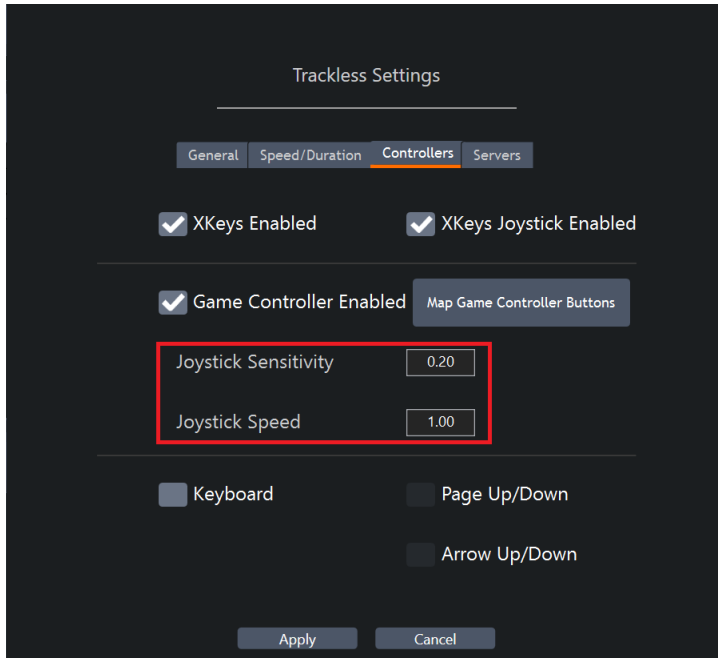 Trackless Settings
General Speed/Duration Controllers Servers
XKeys Enabled XKeys Joystick Enabled
Game Controller Enabled Map Game Controller Buttons
Joystick Sensitivity 0.20
Joystick Speed 1.00
Keyboard Page Up/Down
Arrow Up/Down
Apply Cancel